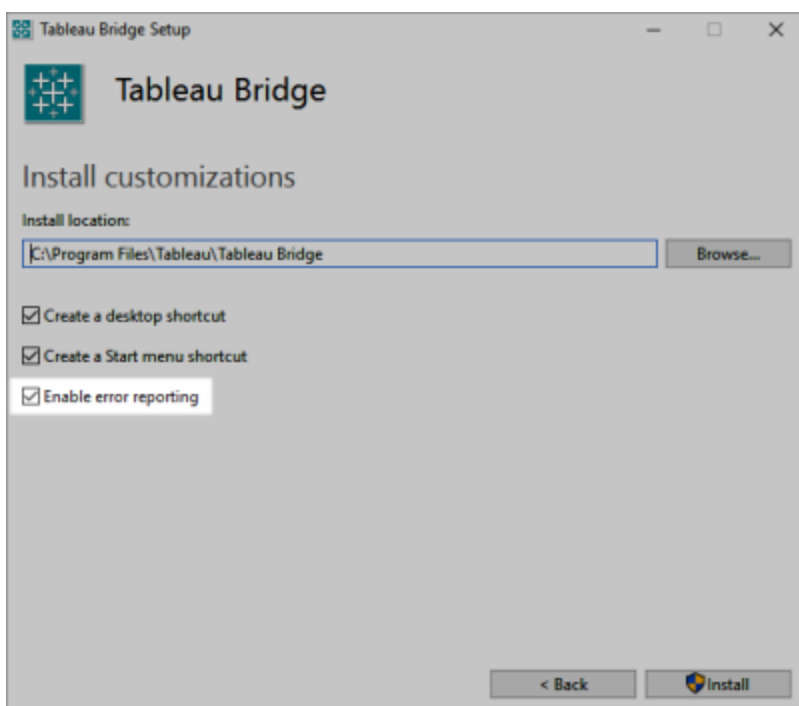 Tableau Bridge Setup
Tableau Bridge
Install customizations
Install location:
C:\Program Files\Tableau\Tableau Bridge
Browse...
Create a desktop shortcut
Create a Start menu shortcut
Enable error reporting
< Back
Install